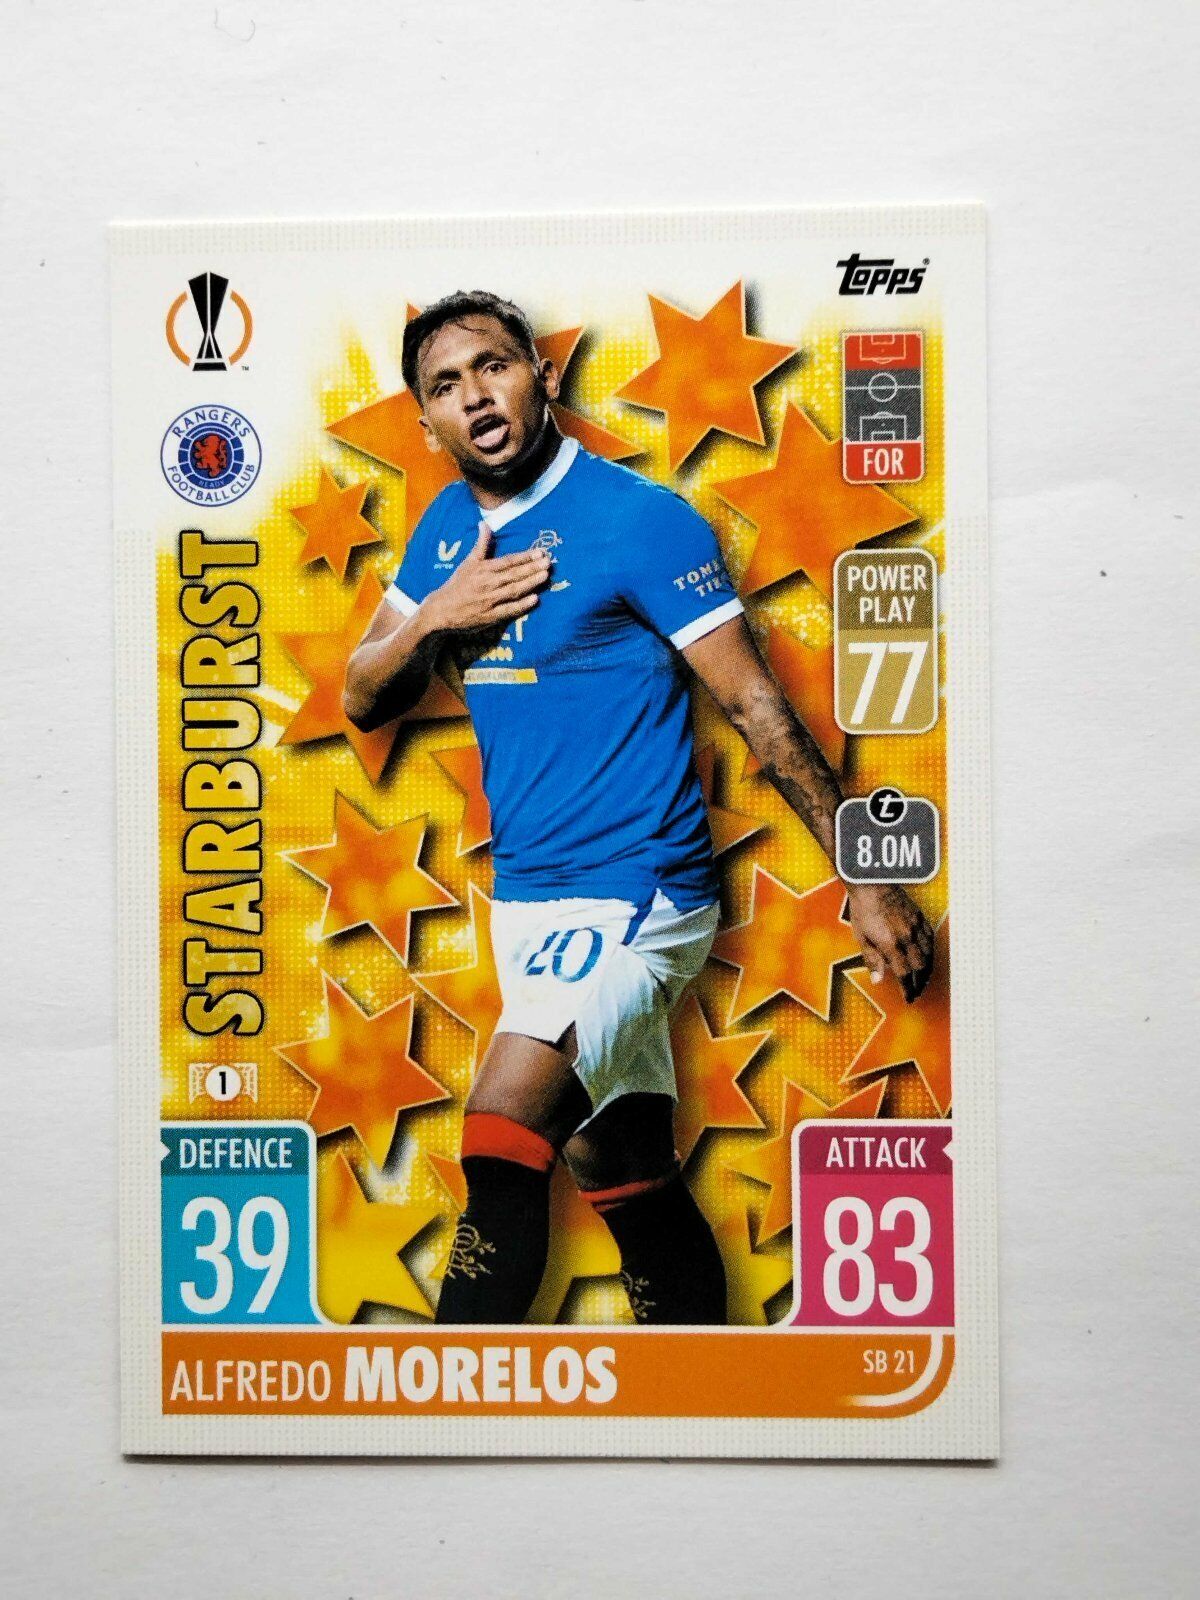 TOPPS
RANGERS
READY
FOOTBALL CLUB
STARBURST
FOR
POWER
PLAY
77
t
8.0M
20
1
DEFENCE
39
ATTACK
83
ALFREDO MORELOS
SB 21